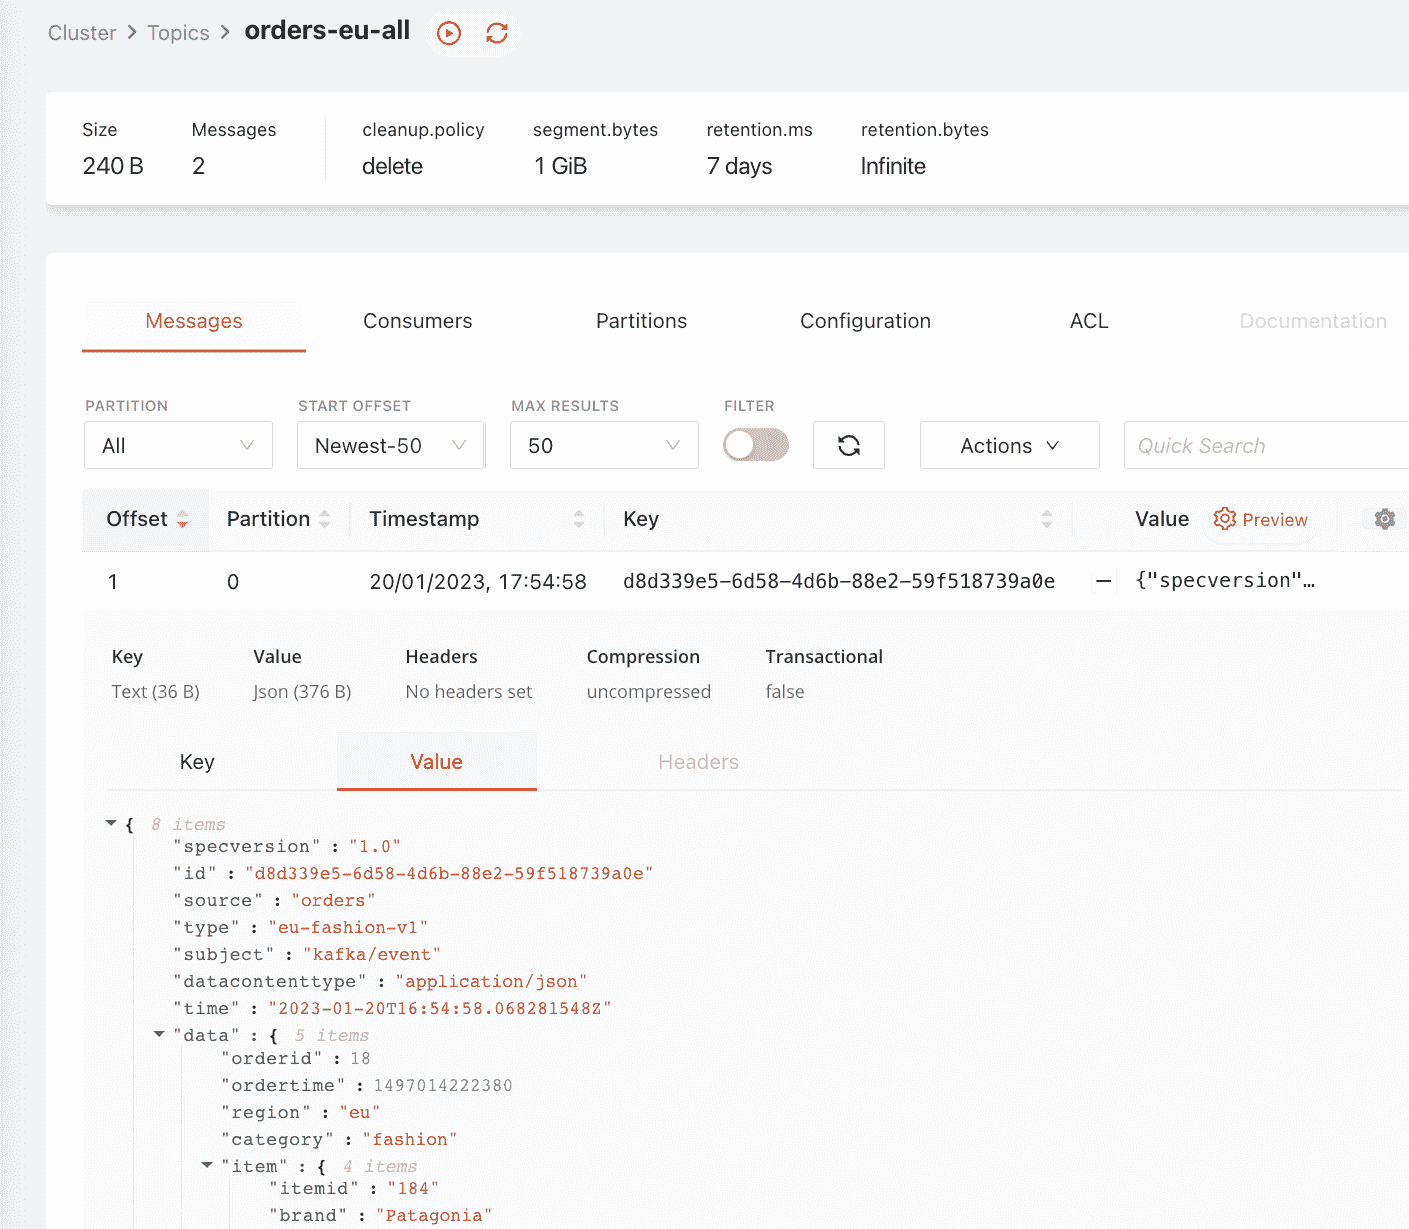 Cluster > Topics > orders-eu-all
Size Messages cleanup.policy segment.bytes retention.ms retention.bytes
240 B 2 delete 1 GiB 7 days Infinite
Messages Consumers Partitions Configuration ACL Documentation
PARTITION START OFFSET MAX RESULTS FILTER
All Newest-50 50 Actions Quick Search
Offset Partition Timestamp Key Value Preview
1 0 20/01/2023, 17:54:58 d8d339e5-6d58-4d6b-88e2-59f518739a0e — {"specversion"…
Key Value Headers Compression Transactional
Text (36 B) Json (376 B) No headers set uncompressed false
Key Value Headers
{ 8 items
"specversion" : "1.0"
"id" : "d8d339e5-6d58-4d6b-88e2-59f518739a0e"
"source" : "orders"
"type" : "eu-fashion-v1"
"subject" : "kafka/event"
"datacontenttype" : "application/json"
"time" : "2023-01-20T16:54:58.068281548Z"
"data" : { 5 items
"orderid" : 18
"ordertime" : 1497014222380
"region" : "eu"
"category" : "fashion"
"item" : { 4 items
"itemid" : "184"
"brand" : "Patagonia"